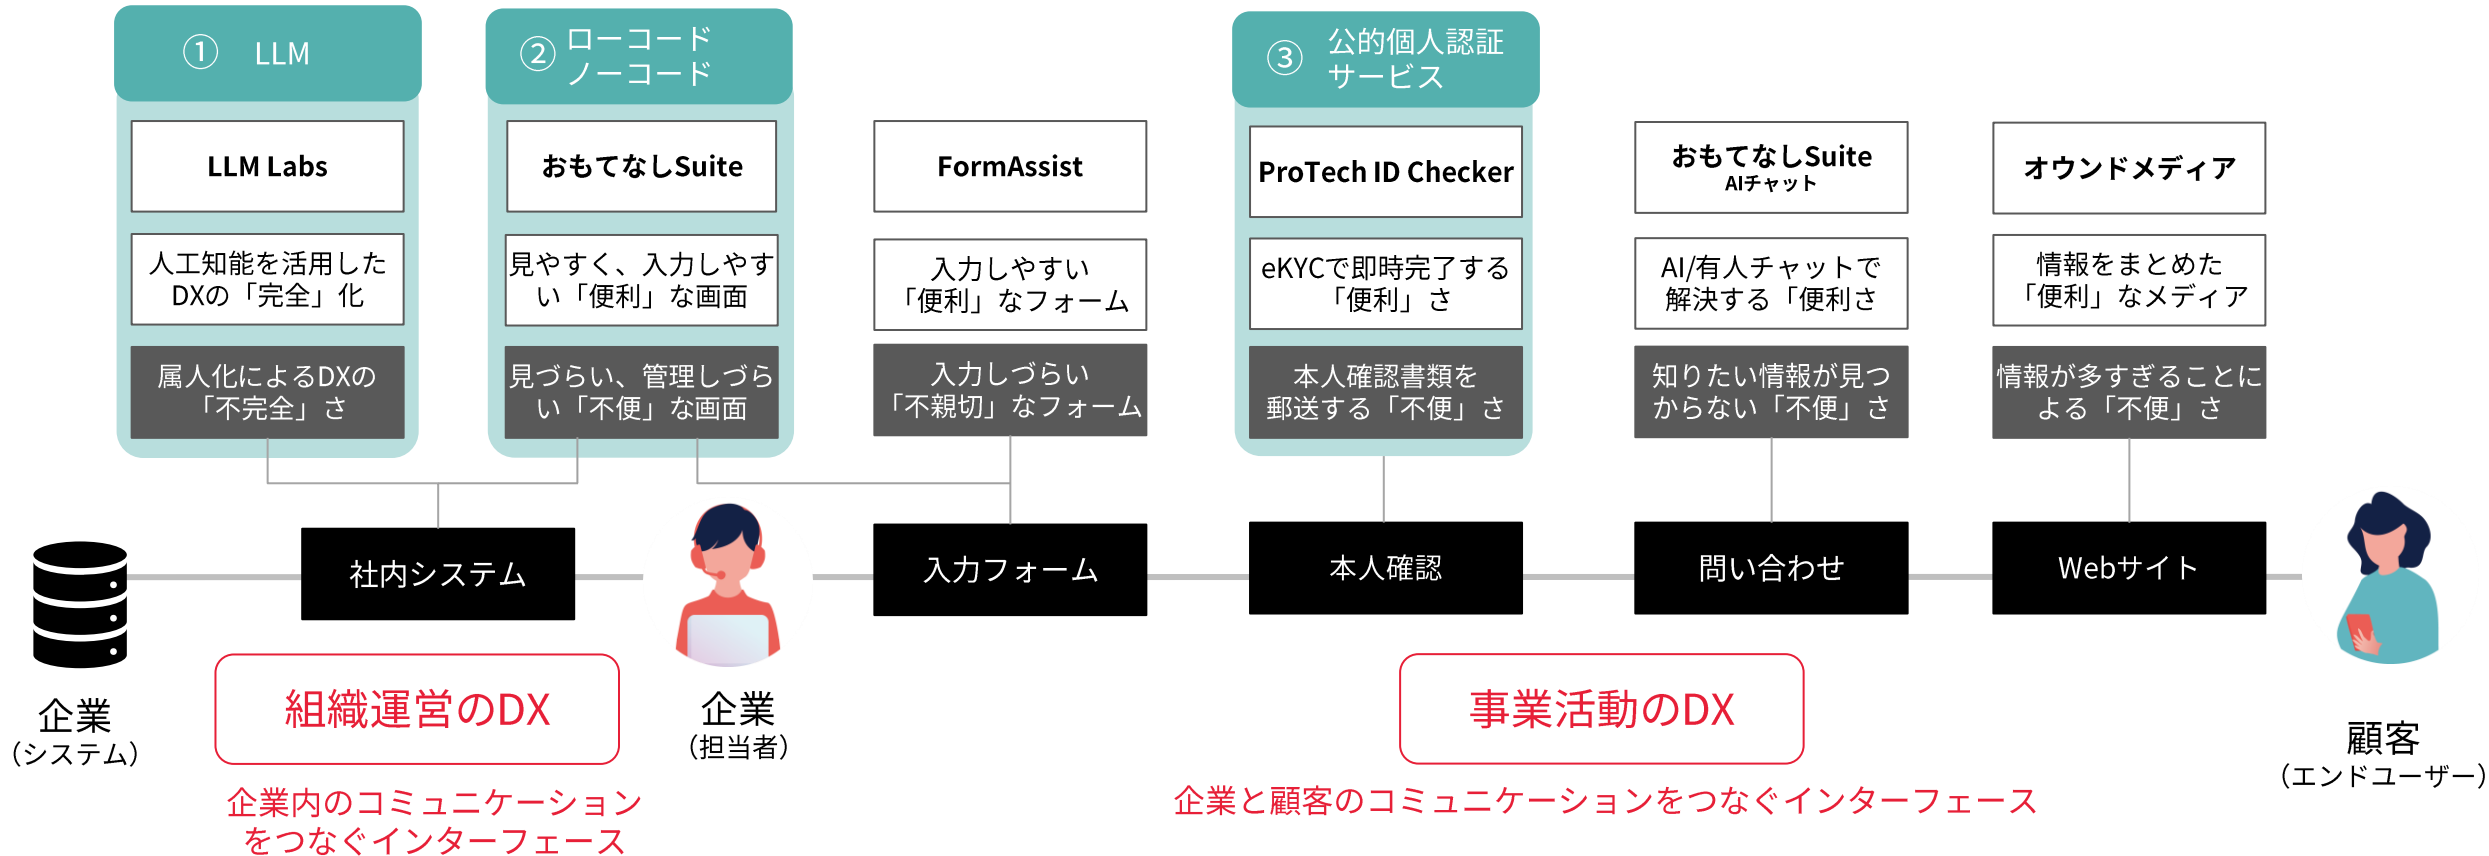 ① LLM
② ローコード
ノーコード
③ 公的個人認証
サービス
LLM Labs
おもてなしSuite
FormAssist
ProTech ID Checker
おもてなしSuite
AIチャット
オウンドメディア
人工知能を活用した
DXの「完全」化
見やすく、入力しやす
い「便利」な画面
入力しやすい
「便利」なフォーム
eKYCで即時完了する
「便利」さ
AI/有人チャットで
解決する「便利さ
情報をまとめた
「便利」なメディア
属人化によるDXの
「不完全」さ
見づらい、管理しづら
い「不便」な画面
入力しづらい
「不親切」なフォーム
本人確認書類を
郵送する「不便」さ
知りたい情報が見つ
からない「不便」さ
情報が多すぎることに
よる「不便」さ
社内システム
入力フォーム
本人確認
問い合わせ
Webサイト
企業
（システム）
組織運営のDX
企業
（担当者）
事業活動のDX
顧客
（エンドユーザー）
企業内のコミュニケーション
をつなぐインターフェース
企業と顧客のコミュニケーションをつなぐインターフェース